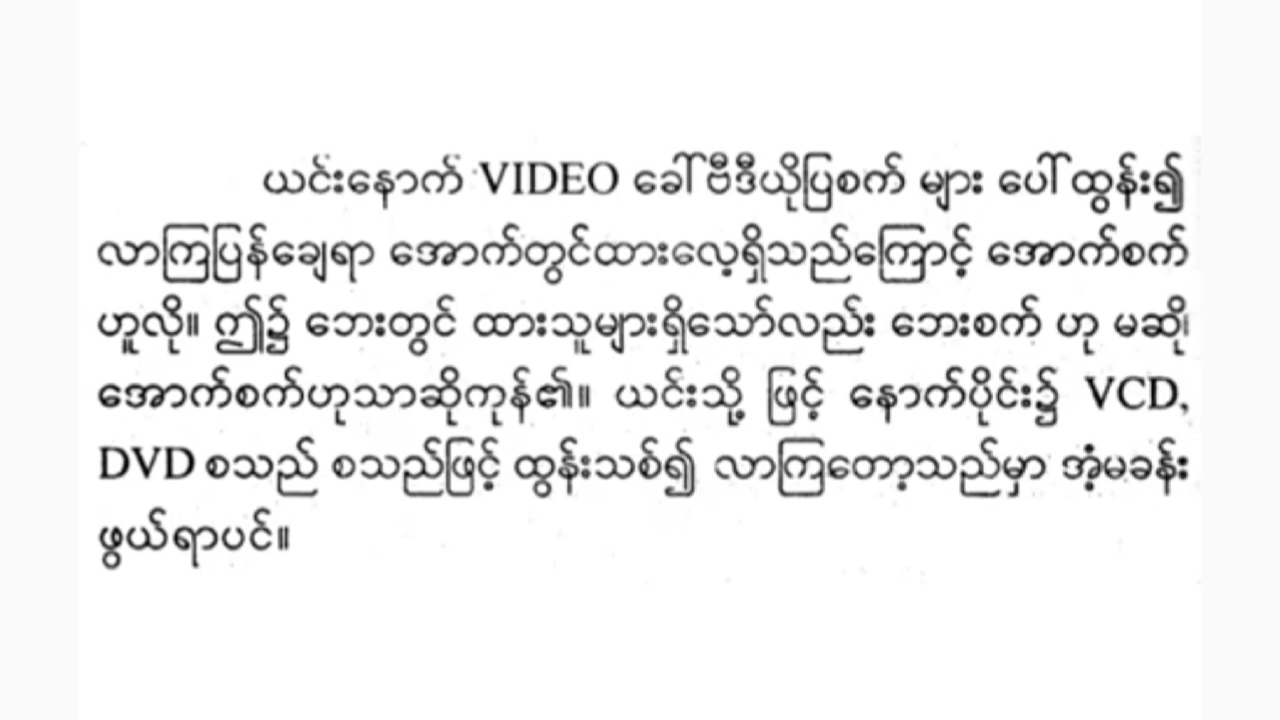 ယင်းနောက် VIDEO ခေါ်ဗီဒီယိုပြစက် များ ပေါ်ထွန်း၍
လာကြပြန်ချေရာ အောက်တွင်ထားလေ့ရှိသည်ကြောင့် အောက်စက်
ဟူလို။ ဤ၌ ဘေးတွင် ထားသူများရှိသော်လည်း ဘေးစက် ဟု မဆို၊
အောက်စက်ဟုသာဆိုကုန်၏။ ယင်းသို့ ဖြင့် နောက်ပိုင်း၌ VCD,
DVD စသည် စသည်ဖြင့် ထွန်းသစ်၍ လာကြတော့သည်မှာ အံ့မခန်း
ဖွယ်ရာပင်။